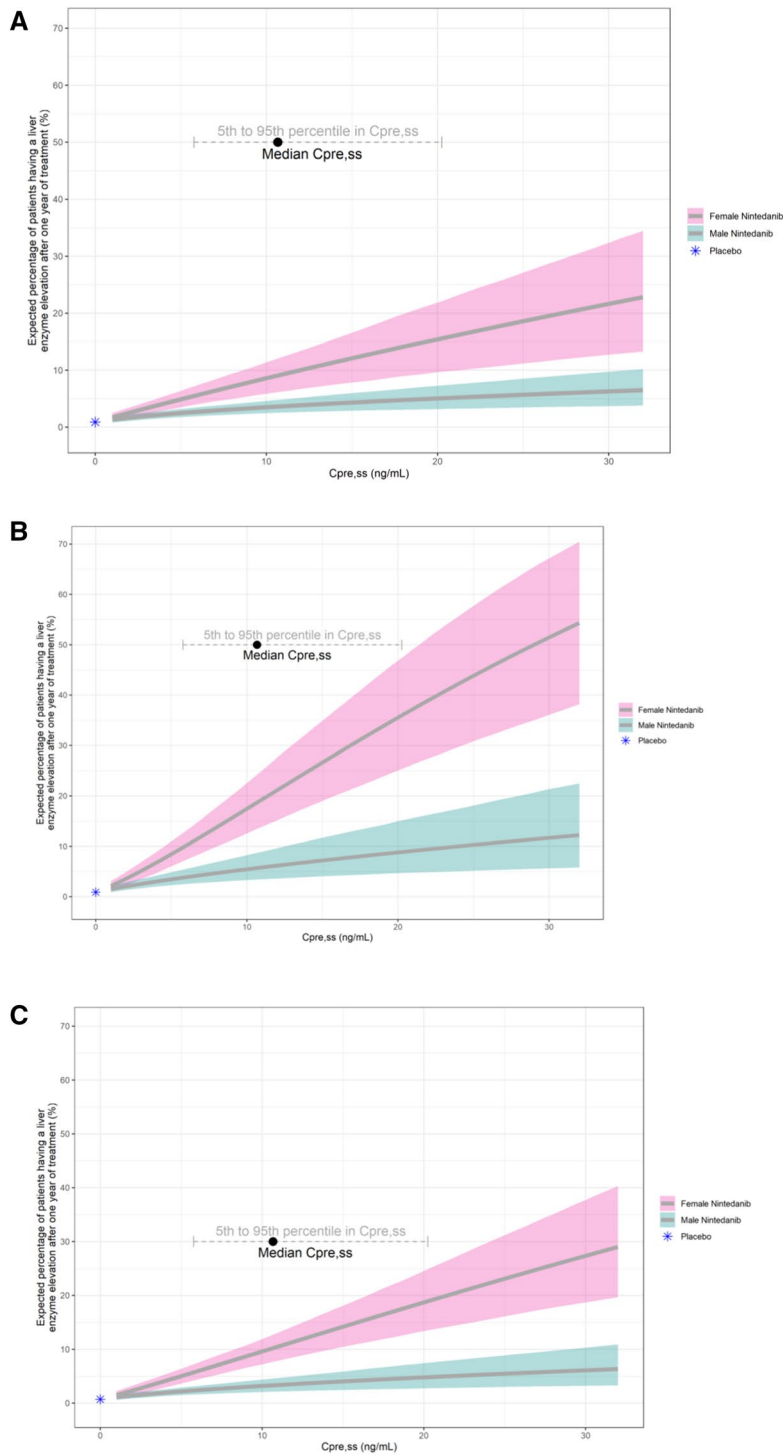 A
Expected percentage of patients having a liver
enzyme elevation after one year of treatment (%)
70
60
50
40
30
20
10
0
5th to 95th percentile in Cpre,ss
Median Cpre,ss
0
10
20
30
Cpre,ss (ng/mL)
Female Nintedanib
Male Nintedanib
Placebo
B
Expected percentage of patients having a liver
enzyme elevation after one year of treatment (%)
70
60
50
40
30
20
10
0
5th to 95th percentile in Cpre,ss
Median Cpre,ss
0
10
20
30
Cpre,ss (ng/mL)
Female Nintedanib
Male Nintedanib
Placebo
C
Expected percentage of patients having a liver
enzyme elevation after one year of treatment (%)
70
60
50
40
30
20
10
0
5th to 95th percentile in Cpre,ss
Median Cpre,ss
0
10
20
30
Cpre,ss (ng/mL)
Female Nintedanib
Male Nintedanib
Placebo